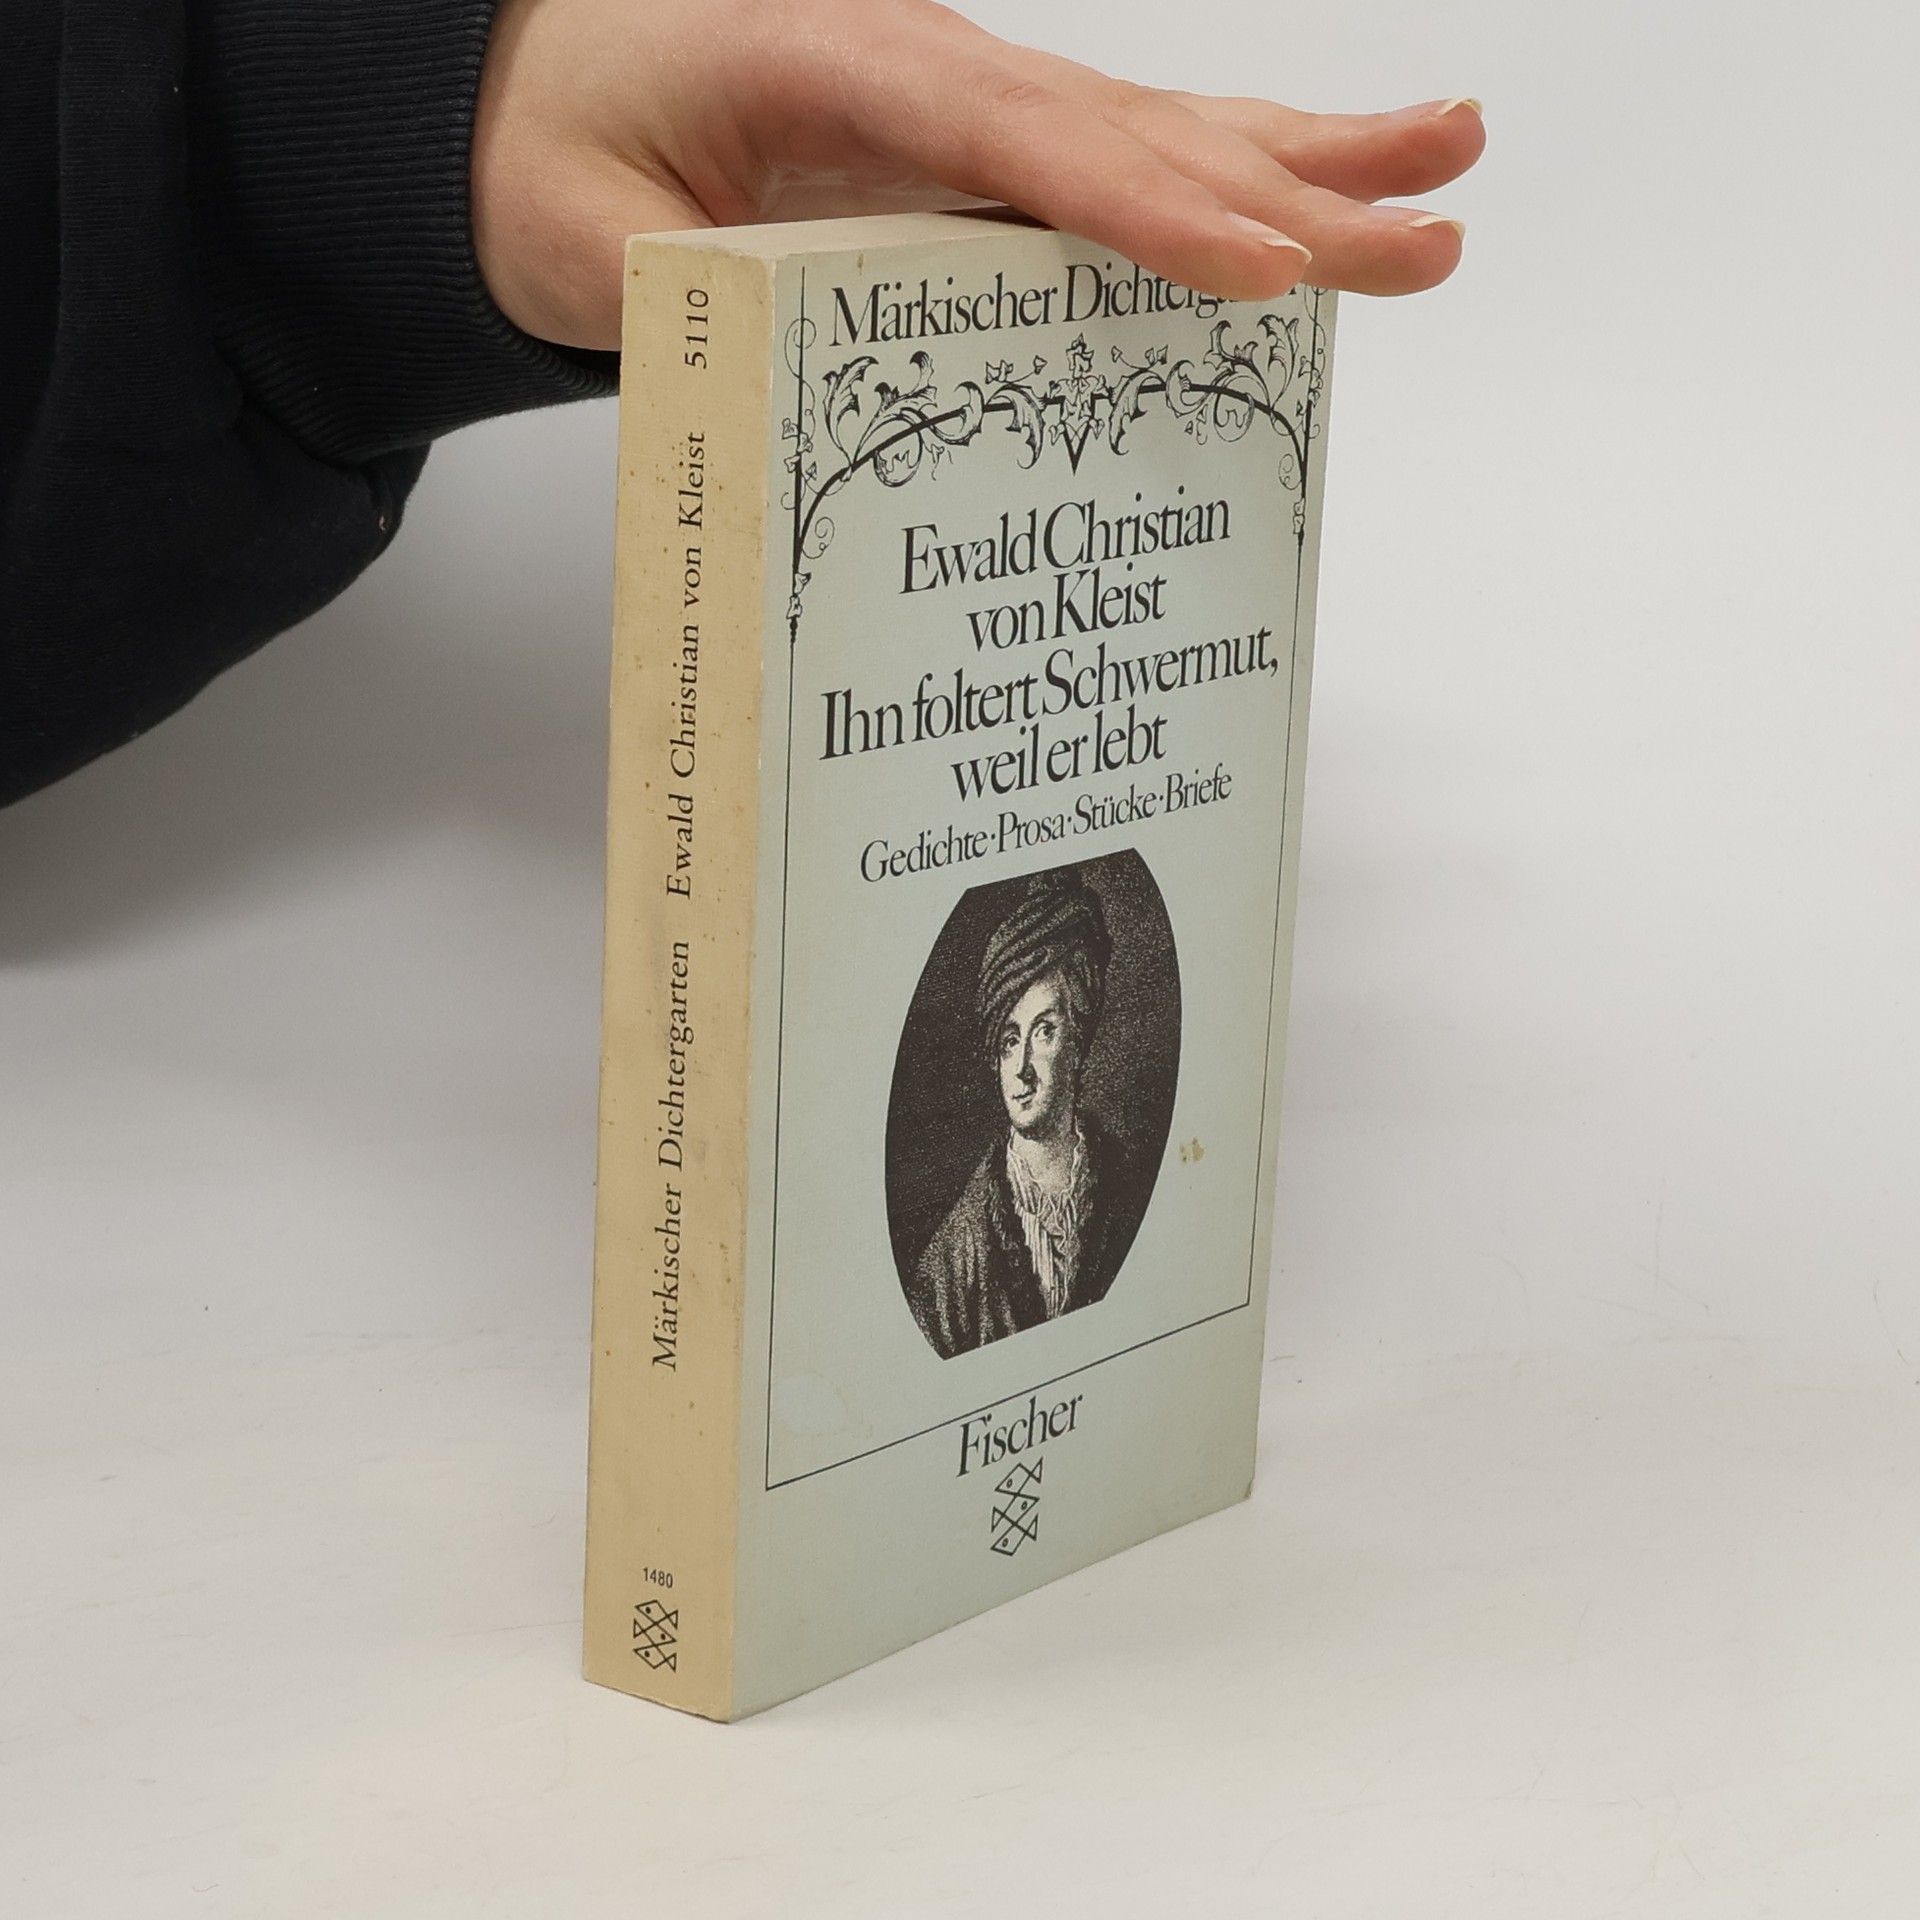 Märkischer Dichtergarten Ewald Christian von Kleist 5110
1480
Märkischer
Ewald Christian
von Kleist
Ihn foltert Schwermut,
weil er lebt
Gedichte·Prosa·Stücke·Briefe
Fischer